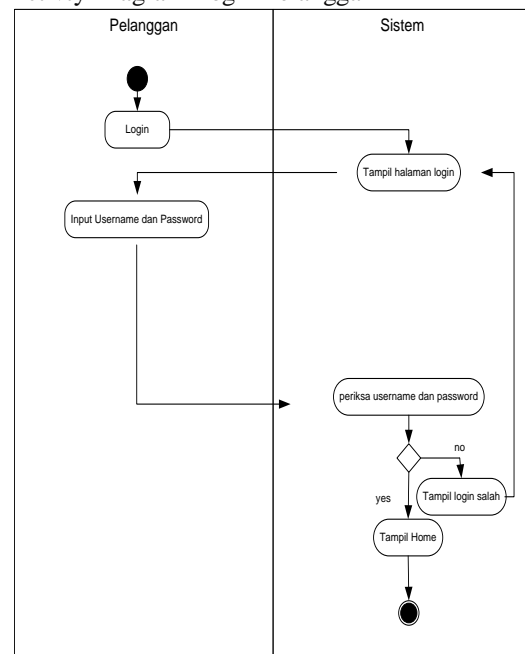 Pelanggan
Sistem
Login
Tampil halaman login
Input Username dan Password
periksa username dan password
no
Tampil login salah
yes
Tampil Home